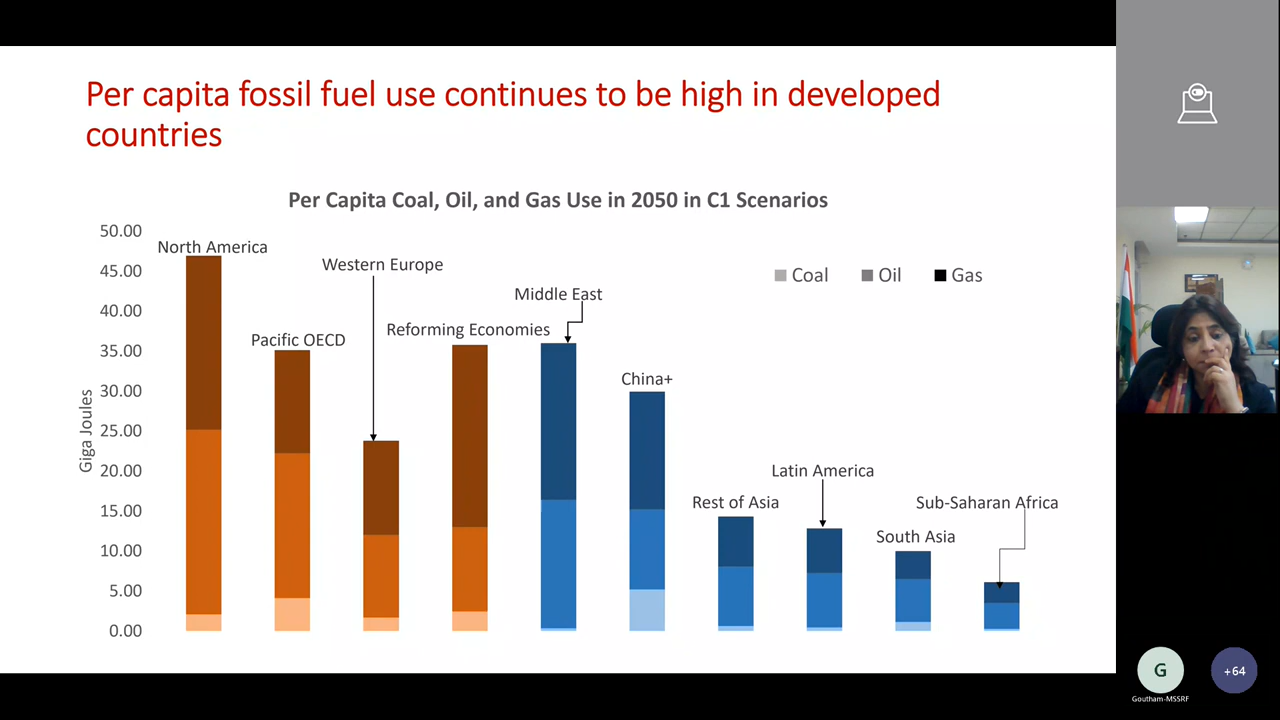 Per capita fossil fuel use continues to be high in developed
countries
Per Capita Coal, Oil, and Gas Use in 2050 in C1 Scenarios
50.00
45.00
40.00
35.00
30.00
25.00
20.00
15.00
10.00
5.00
0.00
Giga Joules
North America
Pacific OECD
Western Europe
Reforming Economies
Middle East
China+
Rest of Asia
Latin America
South Asia
Sub-Saharan Africa
Coal
Oil
Gas
G
Goutham-MSSRF
+64